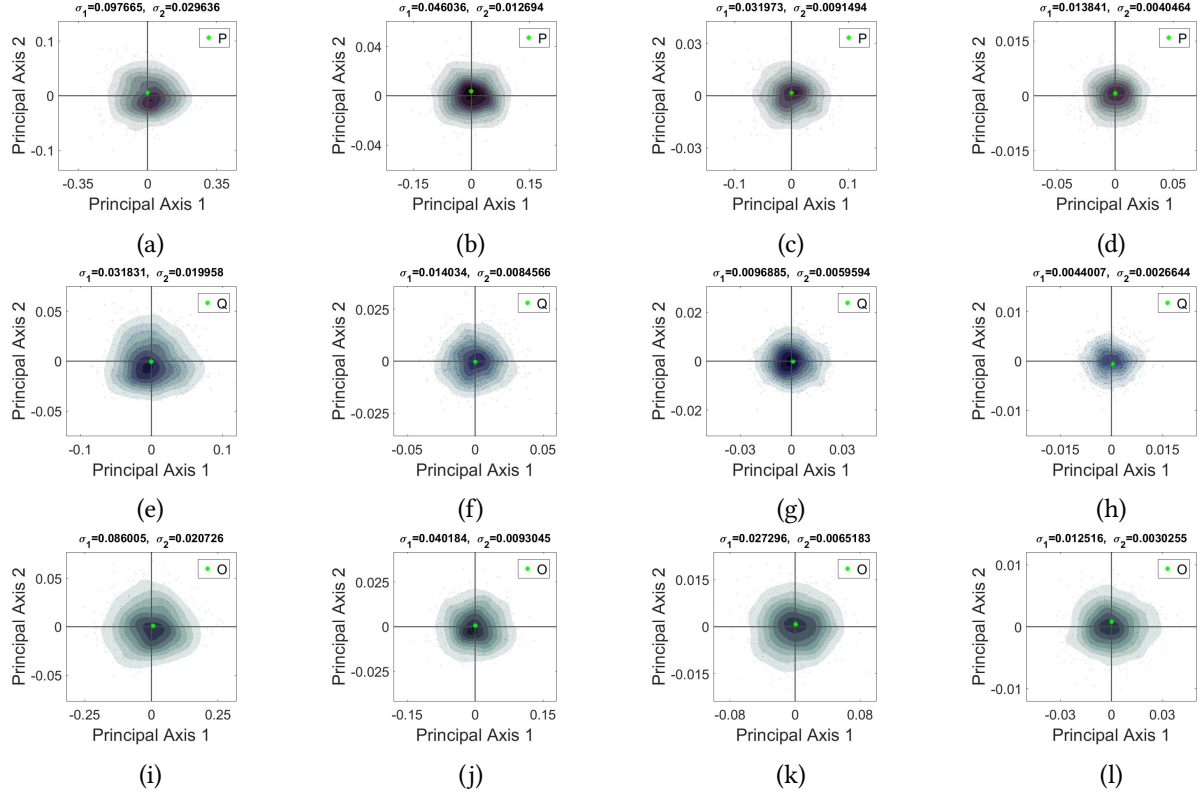 σ1=0.097665, σ2=0.029636
Principal Axis 2
0.1
0
-0.1
P
-0.35 0 0.35
Principal Axis 1
(a)
σ1=0.046036, σ2=0.012694
Principal Axis 2
0.04
0
-0.04
P
-0.15 0 0.15
Principal Axis 1
(b)
σ1=0.031973, σ2=0.0091494
Principal Axis 2
0.03
0
-0.03
P
-0.1 0 0.1
Principal Axis 1
(c)
σ1=0.013841, σ2=0.0040464
Principal Axis 2
0.015
0
-0.015
P
-0.05 0 0.05
Principal Axis 1
(d)
σ1=0.031831, σ2=0.019958
Principal Axis 2
0.05
0
-0.05
Q
-0.1 0 0.1
Principal Axis 1
(e)
σ1=0.014034, σ2=0.0084566
Principal Axis 2
0.025
0
-0.025
Q
-0.05 0 0.05
Principal Axis 1
(f)
σ1=0.0096885, σ2=0.0059594
Principal Axis 2
0.02
0
-0.02
Q
-0.03 0 0.03
Principal Axis 1
(g)
σ1=0.0044007, σ2=0.0026644
Principal Axis 2
0.01
0
-0.01
Q
-0.015 0 0.015
Principal Axis 1
(h)
σ1=0.086005, σ2=0.020726
Principal Axis 2
0.05
0
-0.05
O
-0.25 0 0.25
Principal Axis 1
(i)
σ1=0.040184, σ2=0.0093045
Principal Axis 2
0.025
0
-0.025
O
-0.15 0 0.15
Principal Axis 1
(j)
σ1=0.027296, σ2=0.0065183
Principal Axis 2
0.015
0
-0.015
O
-0.08 0 0.08
Principal Axis 1
(k)
σ1=0.012516, σ2=0.0030255
Principal Axis 2
0.01
0
-0.01
O
-0.03 0 0.03
Principal Axis 1
(l)